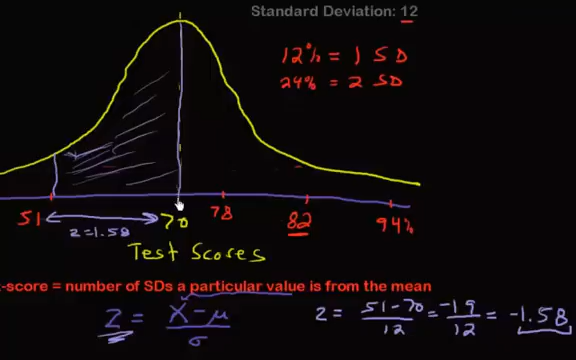 Standard Deviation: 12
12% = 1 SD
24% = 2 SD
51 70 78 82 94%
z=1.58
Test Scores
-score = number of SDs a particular value is from the mean
z = x-μ / σ
z = 51-70 / 12 = -19 / 12 = -1.58